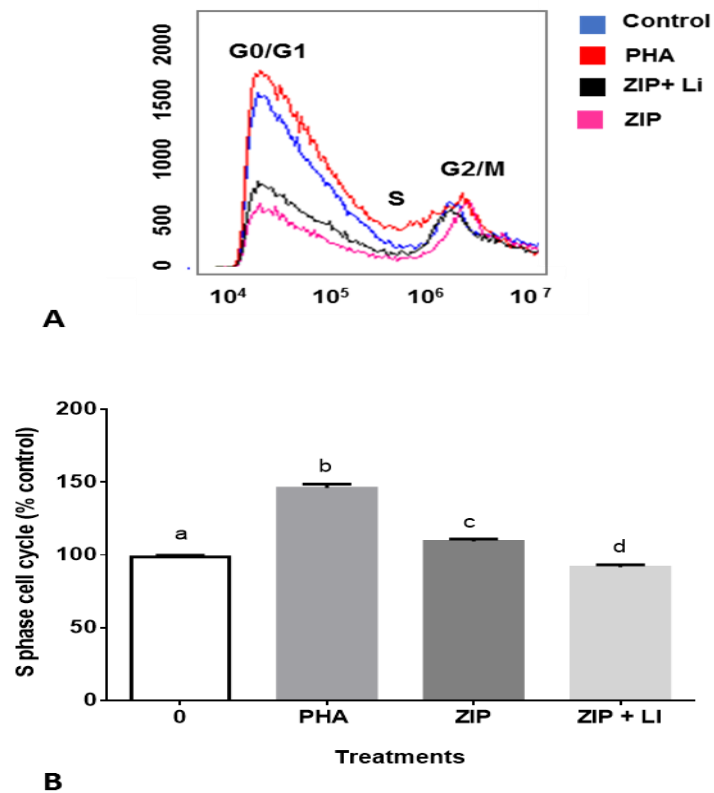 Control
PHA
ZIP+ Li
ZIP
G0/G1
S
G2/M
2000
1500
1000
500
0
10⁴ 10⁵ 10⁶ 10⁷
A
S phase cell cycle (% control)
200
150
100
50
0
a
b
c
d
0 PHA ZIP ZIP + LI
Treatments
B